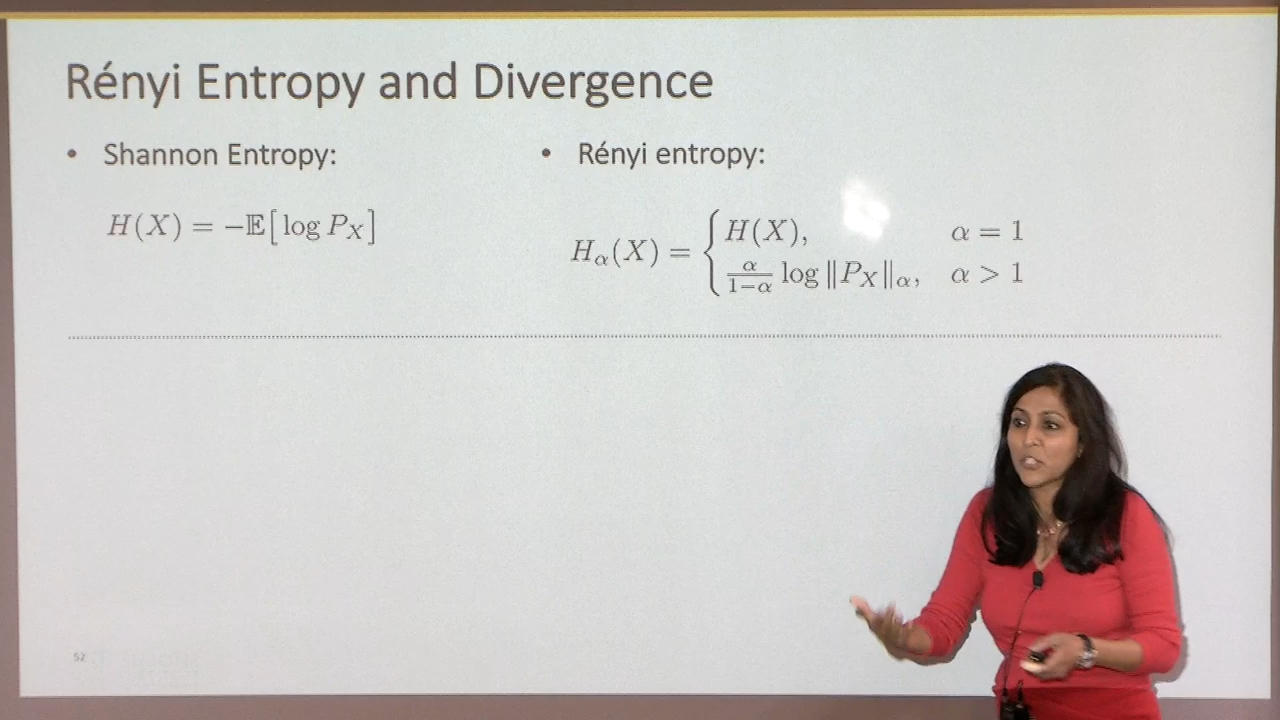 Rényi Entropy and Divergence
• Shannon Entropy:
H(X) = −𝔼[log P_X]
• Rényi entropy:
H_α(X) = { H(X), α = 1
α/(1−α) log ‖P_X‖_α, α > 1
52